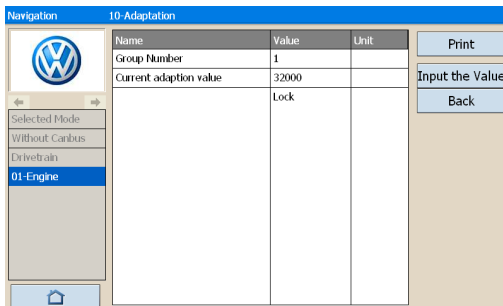 Navigation 10-Adaptation
Name Value Unit
Print
Group Number 1
Current adaption value 32000
Input the Value
Lock
Back
Selected Mode
Without Canbus
Drivetrain
01-Engine